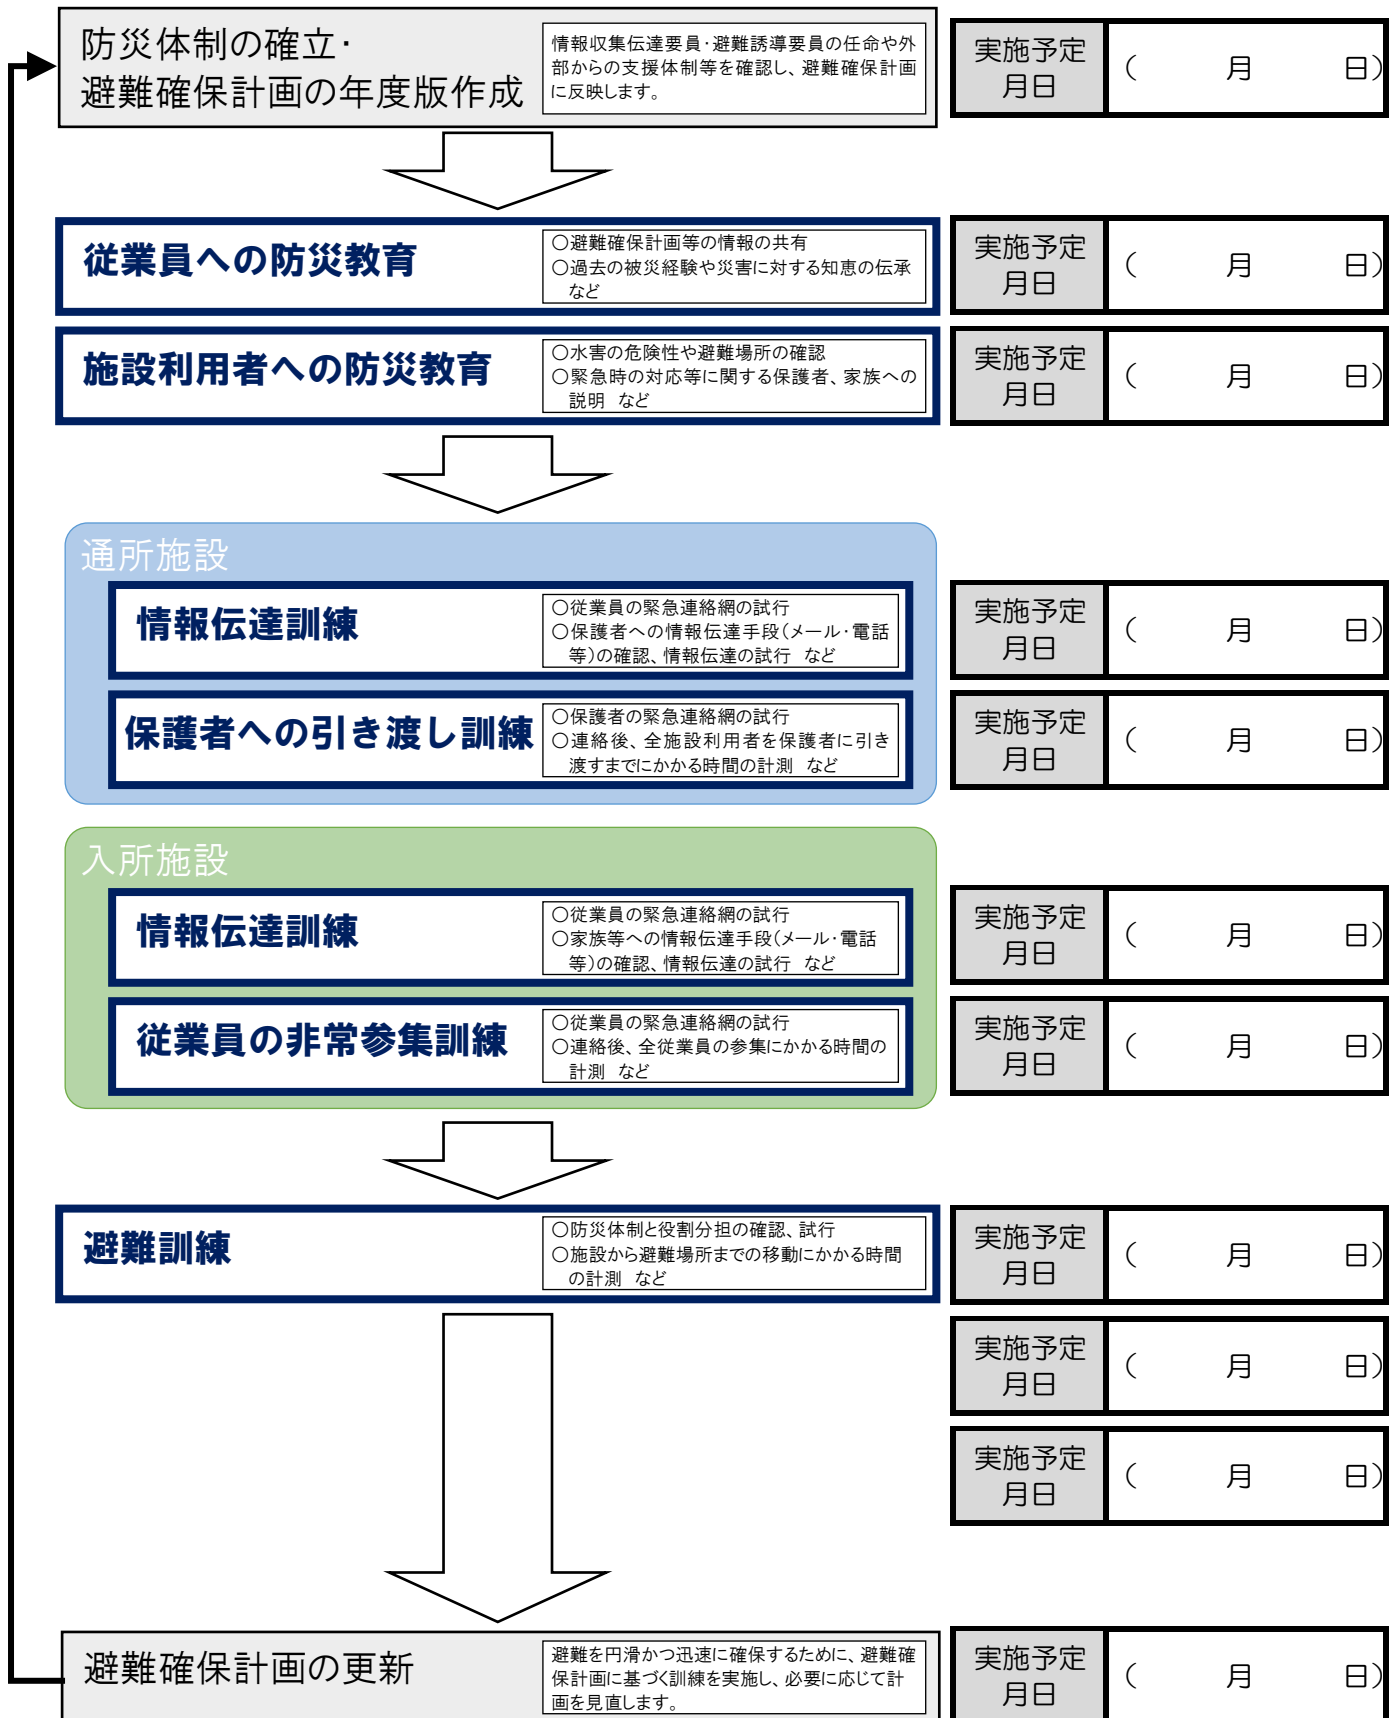 防災体制の確立・
避難確保計画の年度版作成
情報収集伝達要員・避難誘導要員の任命や外
部からの支援体制等を確認し、避難確保計画
に反映します。
実施予定
月日
（　　月　　日）
従業員への防災教育
○避難確保計画等の情報の共有
○過去の被災経験や災害に対する知恵の伝承
など
実施予定
月日
（　　月　　日）
施設利用者への防災教育
○水害の危険性や避難場所の確認
○緊急時の対応等に関する保護者、家族への
説明　など
実施予定
月日
（　　月　　日）
通所施設
情報伝達訓練
○従業員の緊急連絡網の試行
○保護者への情報伝達手段（メール・電話
等）の確認、情報伝達の試行　など
実施予定
月日
（　　月　　日）
保護者への引き渡し訓練
○保護者の緊急連絡網の試行
○連絡後、全施設利用者を保護者に引き
渡すまでにかかる時間の計測　など
実施予定
月日
（　　月　　日）
入所施設
情報伝達訓練
○従業員の緊急連絡網の試行
○家族等への情報伝達手段（メール・電話
等）の確認、情報伝達の試行　など
実施予定
月日
（　　月　　日）
従業員の非常参集訓練
○従業員の緊急連絡網の試行
○連絡後、全従業員の参集にかかる時間の
計測　など
実施予定
月日
（　　月　　日）
避難訓練
○防災体制と役割分担の確認、試行
○施設から避難場所までの移動にかかる時間
の計測　など
実施予定
月日
（　　月　　日）
実施予定
月日
（　　月　　日）
実施予定
月日
（　　月　　日）
避難確保計画の更新
避難を円滑かつ迅速に確保するために、避難確
保計画に基づく訓練を実施し、必要に応じて計
画を見直します。
実施予定
月日
（　　月　　日）